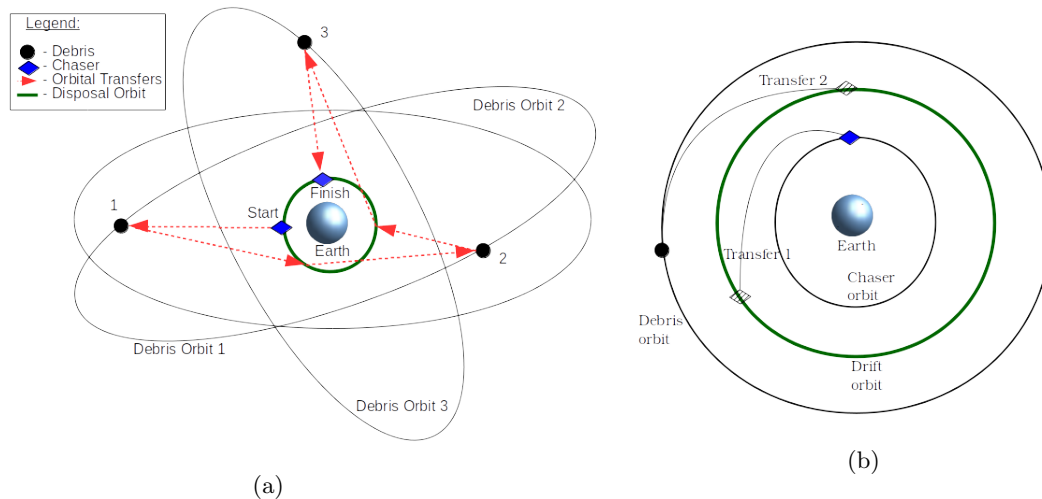 Legend:
- Debris
- Chaser
- Orbital Transfers
- Disposal Orbit
3
Debris Orbit 2
1
Start
Finish
Earth
2
Debris Orbit 1
Debris Orbit 3
(a)
Transfer 2
Earth
Transfer 1
Chaser
orbit
Debris
orbit
Drift
orbit
(b)